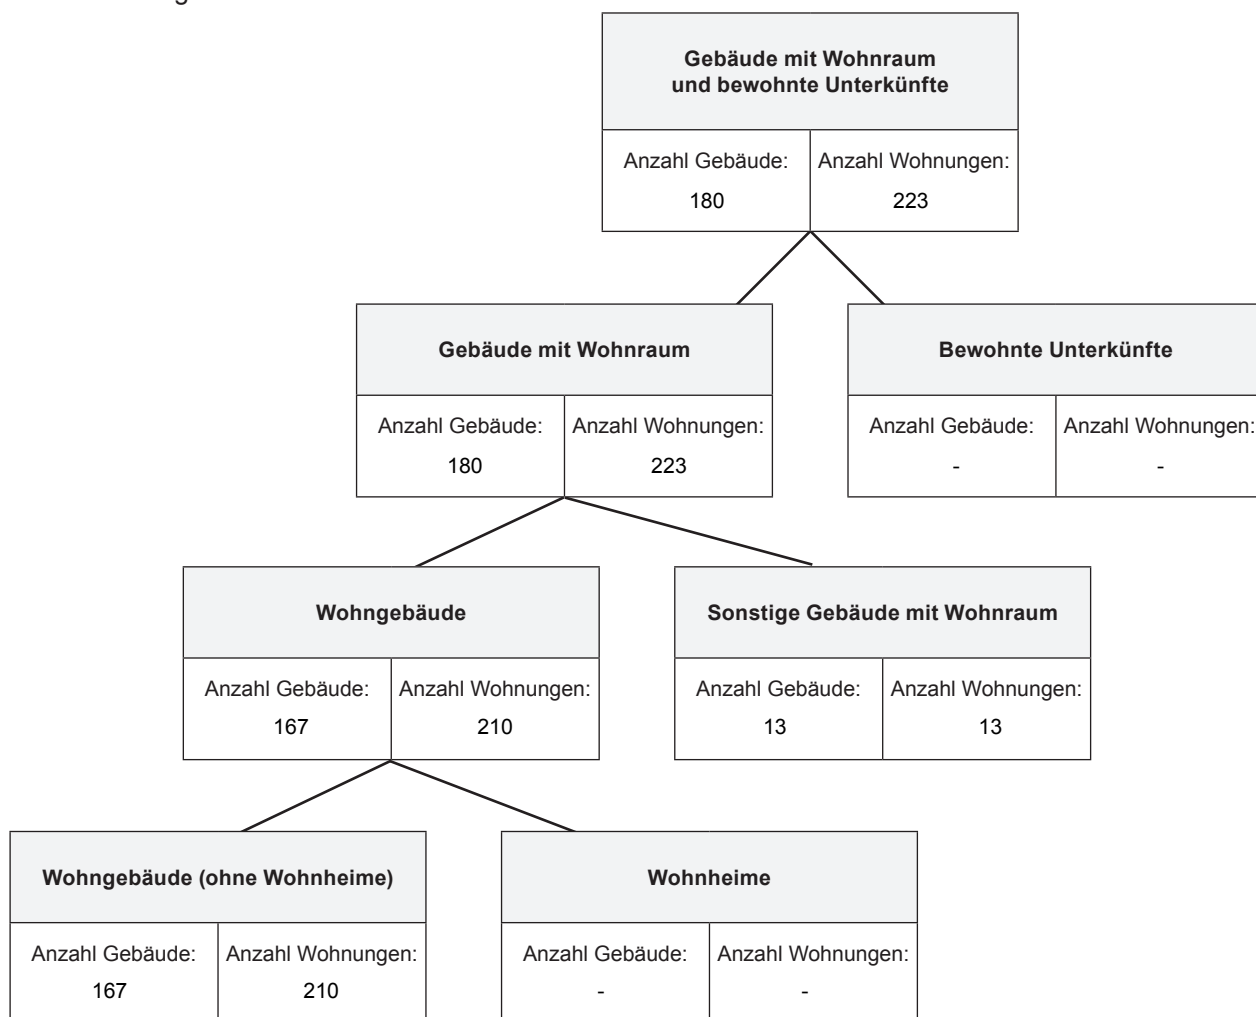 Gebäude mit Wohnraum
und bewohnte Unterkünfte
Anzahl Gebäude: Anzahl Wohnungen:
180 223
Gebäude mit Wohnraum
Bewohnte Unterkünfte
Anzahl Gebäude: Anzahl Wohnungen:
180 223
Anzahl Gebäude: Anzahl Wohnungen:
- -
Wohngebäude
Sonstige Gebäude mit Wohnraum
Anzahl Gebäude: Anzahl Wohnungen:
167 210
Anzahl Gebäude: Anzahl Wohnungen:
13 13
Wohngebäude (ohne Wohnheime)
Wohnheime
Anzahl Gebäude: Anzahl Wohnungen:
167 210
Anzahl Gebäude: Anzahl Wohnungen:
- -